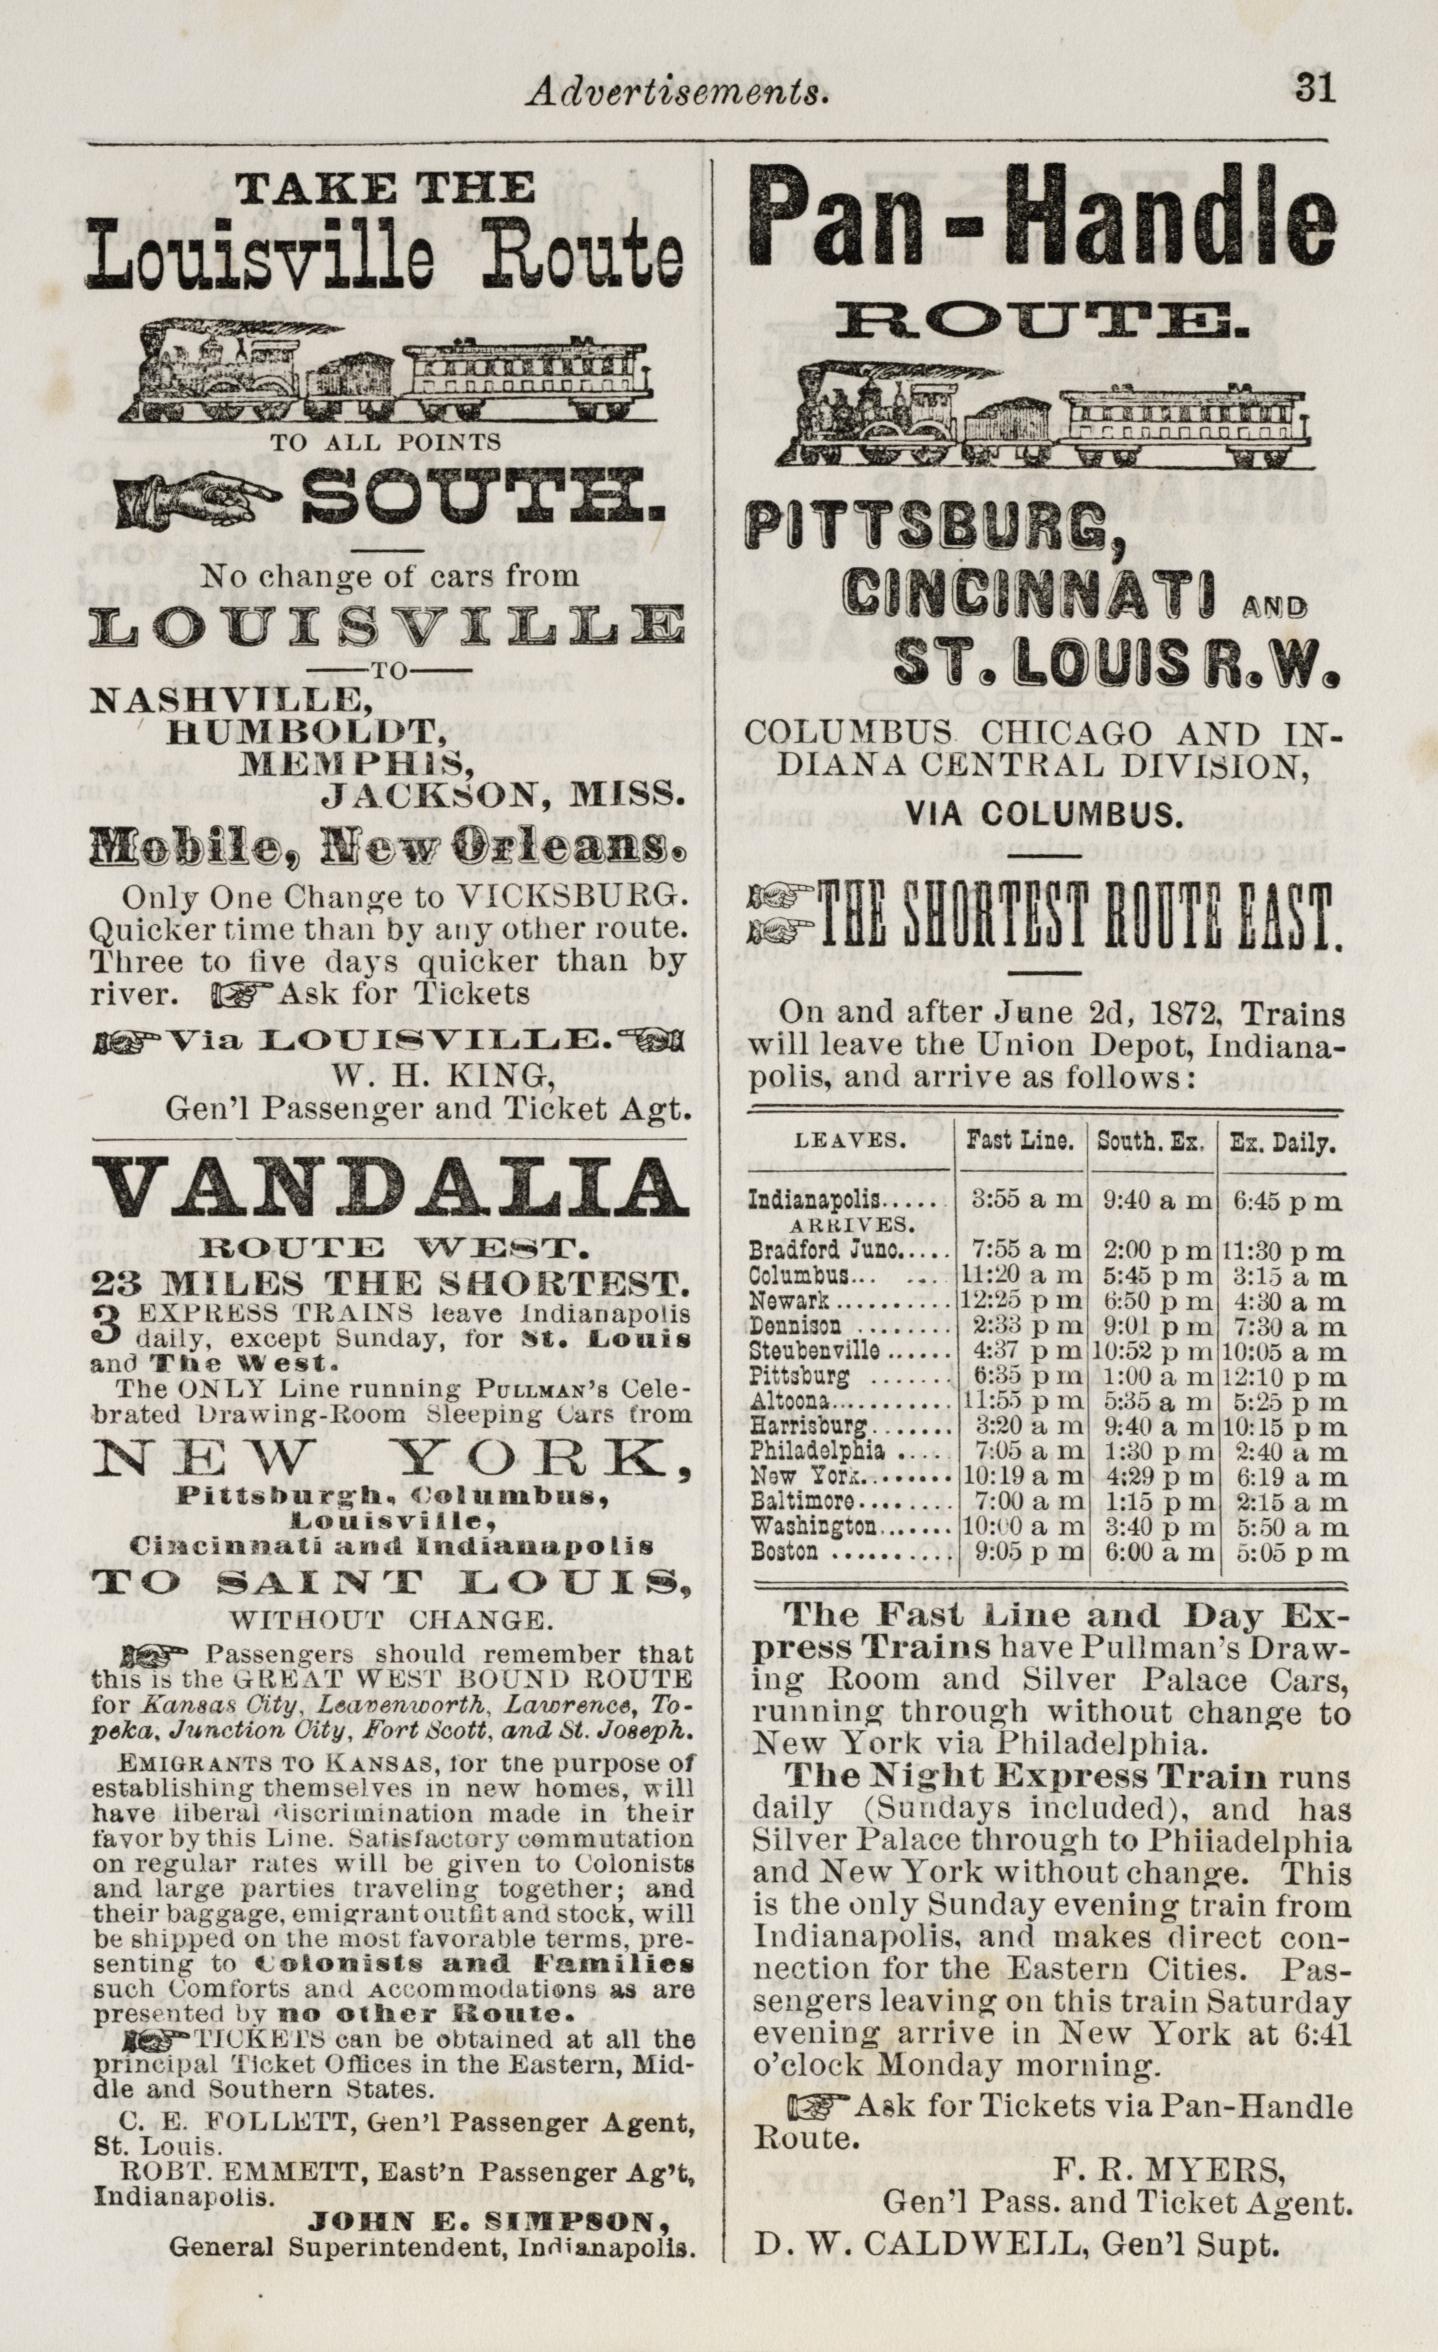 Advertisements.
31
TAKE THE
Louisville Route
TO ALL POINTS
SOUTH.
No change of cars from
LOUISVILLE
TO
NASHVILLE,
HUMBOLDT,
MEMPHIS,
JACKSON, MISS.
Mobile, New Orleans.
Only One Change to VICKSBURG.
Quicker time than by any other route.
Three to five days quicker than by
river. Ask for Tickets
Via LOUISVILLE.
W. H. KING,
Gen'l Passenger and Ticket Agt.
VANDALIA
ROUTE WEST.
23 MILES THE SHORTEST.
3 EXPRESS TRAINS leave Indianapolis
daily, except Sunday, for St. Louis
and The West.
The ONLY Line running PULLMAN'S Cele-
brated Drawing-Room Sleeping Cars from
NEW YORK,
Pittsburgh, Columbus,
Louisville,
Cincinnati and Indianapolis
TO SAINT LOUIS,
WITHOUT CHANGE.
Passengers should remember that
this is the GREAT WEST BOUND ROUTE
for Kansas City, Leavenworth, Lawrence, To-
peka, Junction City, Fort Scott, and St. Joseph.
EMIGRANTS TO KANSAS, for the purpose of
establishing themselves in new homes, will
have liberal discrimination made in their
favor by this Line. Satisfactory commutation
on regular rates will be given to Colonists
and large parties traveling together; and
their baggage, emigrant outfit and stock, will
be shipped on the most favorable terms, pre-
senting to Colonists and Families
such Comforts and Accommodations as are
presented by no other Route.
TICKETS can be obtained at all the
principal Ticket Offices in the Eastern, Mid-
dle and Southern States.
C. E. FOLLETT, Gen'l Passenger Agent,
St. Louis.
ROBT. EMMETT, East'n Passenger Ag't,
Indianapolis.
JOHN E. SIMPSON,
General Superintendent, Indianapolis.
Pan-Handle
ROUTE.
PITTSBURG,
CINCINNATI AND
ST. LOUIS R. W.
COLUMBUS CHICAGO AND IN-
DIANA CENTRAL DIVISION,
VIA COLUMBUS.
THE SHORTEST ROUTE EAST.
On and after June 2d, 1872, Trains
will leave the Union Depot, Indiana-
polis, and arrive as follows:
LEAVES. Fast Line. South. Ex. Ex. Daily.
Indianapolis...... 3:55 a m 9:40 a m 6:45 p m
ARRIVES.
Bradford Junc..... 7:55 a m 2:00 p m 11:30 p m
Columbus... .... 11:20 a m 5:45 p m 3:15 a m
Newark .......... 12:25 p m 6:50 p m 4:30 a m
Dennison ........ 2:33 p m 9:01 p m 7:30 a m
Steubenville ...... 4:37 p m 10:52 p m 10:05 a m
Pittsburg ....... 6:35 p m 1:00 a m 12:10 p m
Altoona........... 11:55 p m 5:35 a m 5:25 p m
Harrisburg........ 3:20 a m 9:40 a m 10:15 p m
Philadelphia ..... 7:05 a m 1:30 p m 2:40 a m
New York......... 10:19 a m 4:29 p m 6:19 a m
Baltimore......... 7:00 a m 1:15 p m 2:15 a m
Washington....... 10:00 a m 3:40 p m 5:50 a m
Boston ........... 9:05 p m 6:00 a m 5:05 p m
The Fast Line and Day Ex-
press Trains have Pullman's Draw-
ing Room and Silver Palace Cars,
running through without change to
New York via Philadelphia.
The Night Express Train runs
daily (Sundays included), and has
Silver Palace through to Phiiadelphia
and New York without change. This
is the only Sunday evening train from
Indianapolis, and makes direct con-
nection for the Eastern Cities. Pas-
sengers leaving on this train Saturday
evening arrive in New York at 6:41
o'clock Monday morning.
Ask for Tickets via Pan-Handle
Route.
F. R. MYERS,
Gen'l Pass. and Ticket Agent.
D. W. CALDWELL, Gen'l Supt.